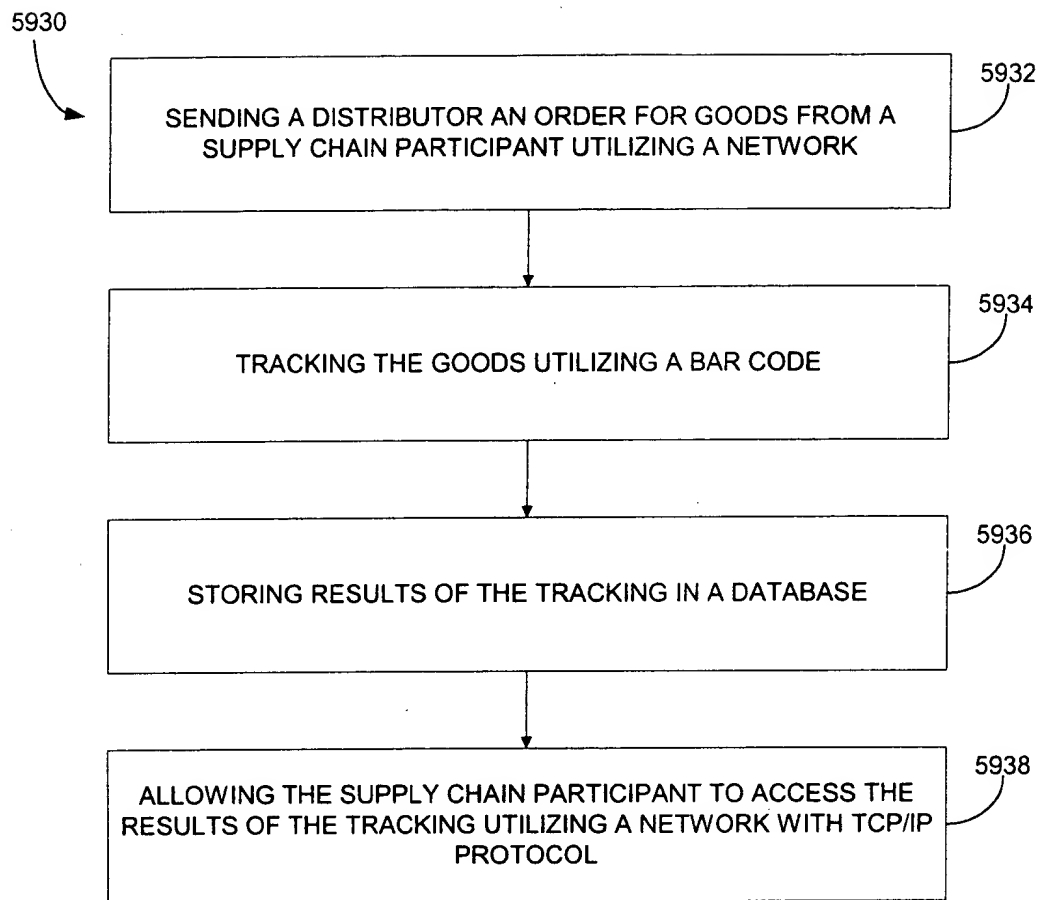 5930
5932
SENDING A DISTRIBUTOR AN ORDER FOR GOODS FROM A
SUPPLY CHAIN PARTICIPANT UTILIZING A NETWORK
5934
TRACKING THE GOODS UTILIZING A BAR CODE
5936
STORING RESULTS OF THE TRACKING IN A DATABASE
5938
ALLOWING THE SUPPLY CHAIN PARTICIPANT TO ACCESS THE
RESULTS OF THE TRACKING UTILIZING A NETWORK WITH TCP/IP
PROTOCOL